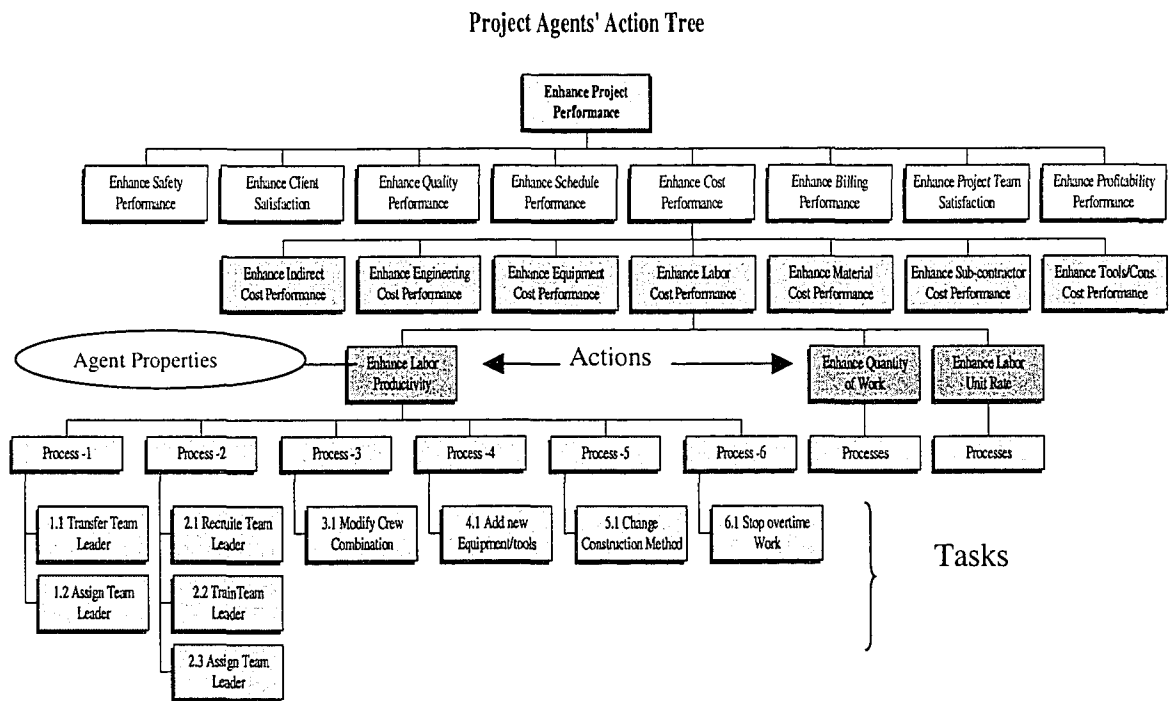 Project Agents' Action Tree
Enhance Project
Performance
Enhance Safety
Performance
Enhance Client
Satisfaction
Enhance Quality
Performance
Enhance Schedule
Performance
Enhance Cost
Performance
Enhance Billing
Performance
Enhance Project Team
Satisfaction
Enhance Profitability
Performance
Enhance Indirect
Cost Performance
Enhance Engineering
Cost Performance
Enhance Equipment
Cost Performance
Enhance Labor
Cost Performance
Enhance Material
Cost Performance
Enhance Sub-contractor
Cost Performance
Enhance Tools/Cons.
Cost Performance
Agent Properties
Enhance Labor
Productivity
Actions
Enhance Quantity
of Work
Enhance Labor
Unit Rate
Process -1
Process -2
Process -3
Process -4
Process -5
Process -6
Processes
Processes
1.1 Transfer Team
Leader
2.1 Recruite Team
Leader
3.1 Modify Crew
Combination
4.1 Add new
Equipment/tools
5.1 Change
Construction Method
6.1 Stop overtime
Work
Tasks
1.2 Assign Team
Leader
2.2 TrainTeam
Leader
2.3 Assign Team
Leader